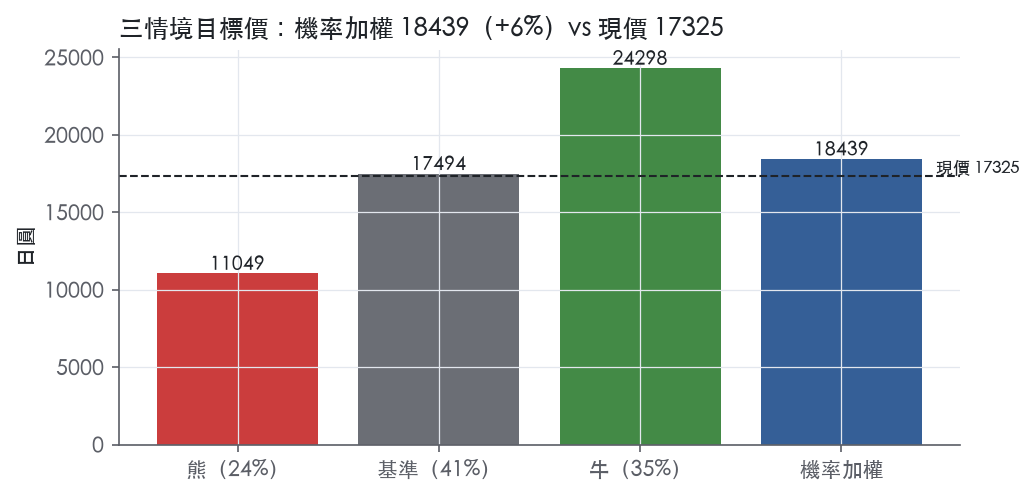 三情境目標價：機率加權 18439（+6%）vs 現價 17325
日圓
25000
20000
15000
10000
5000
0
11049
17494
24298
18439
現價 17325
熊（24%）
基準（41%）
牛（35%）
機率加權